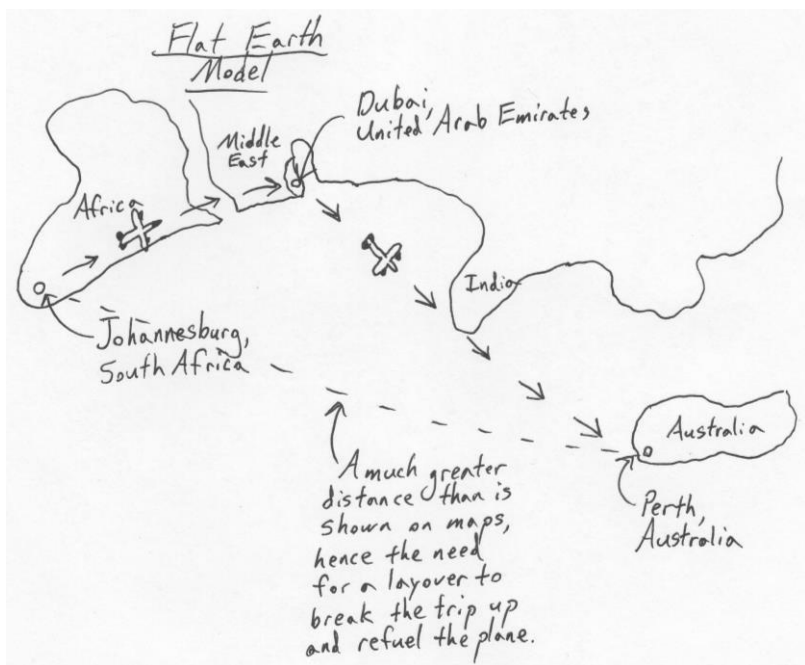 Flat Earth
Model
Dubai,
United Arab Emirates
Middle
East
Africa
India
Johannesburg,
South Africa
Australia
A much greater
distance than is
shown on maps,
hence the need
for a layover to
break the trip up
and refuel the plane.
Perth,
Australia